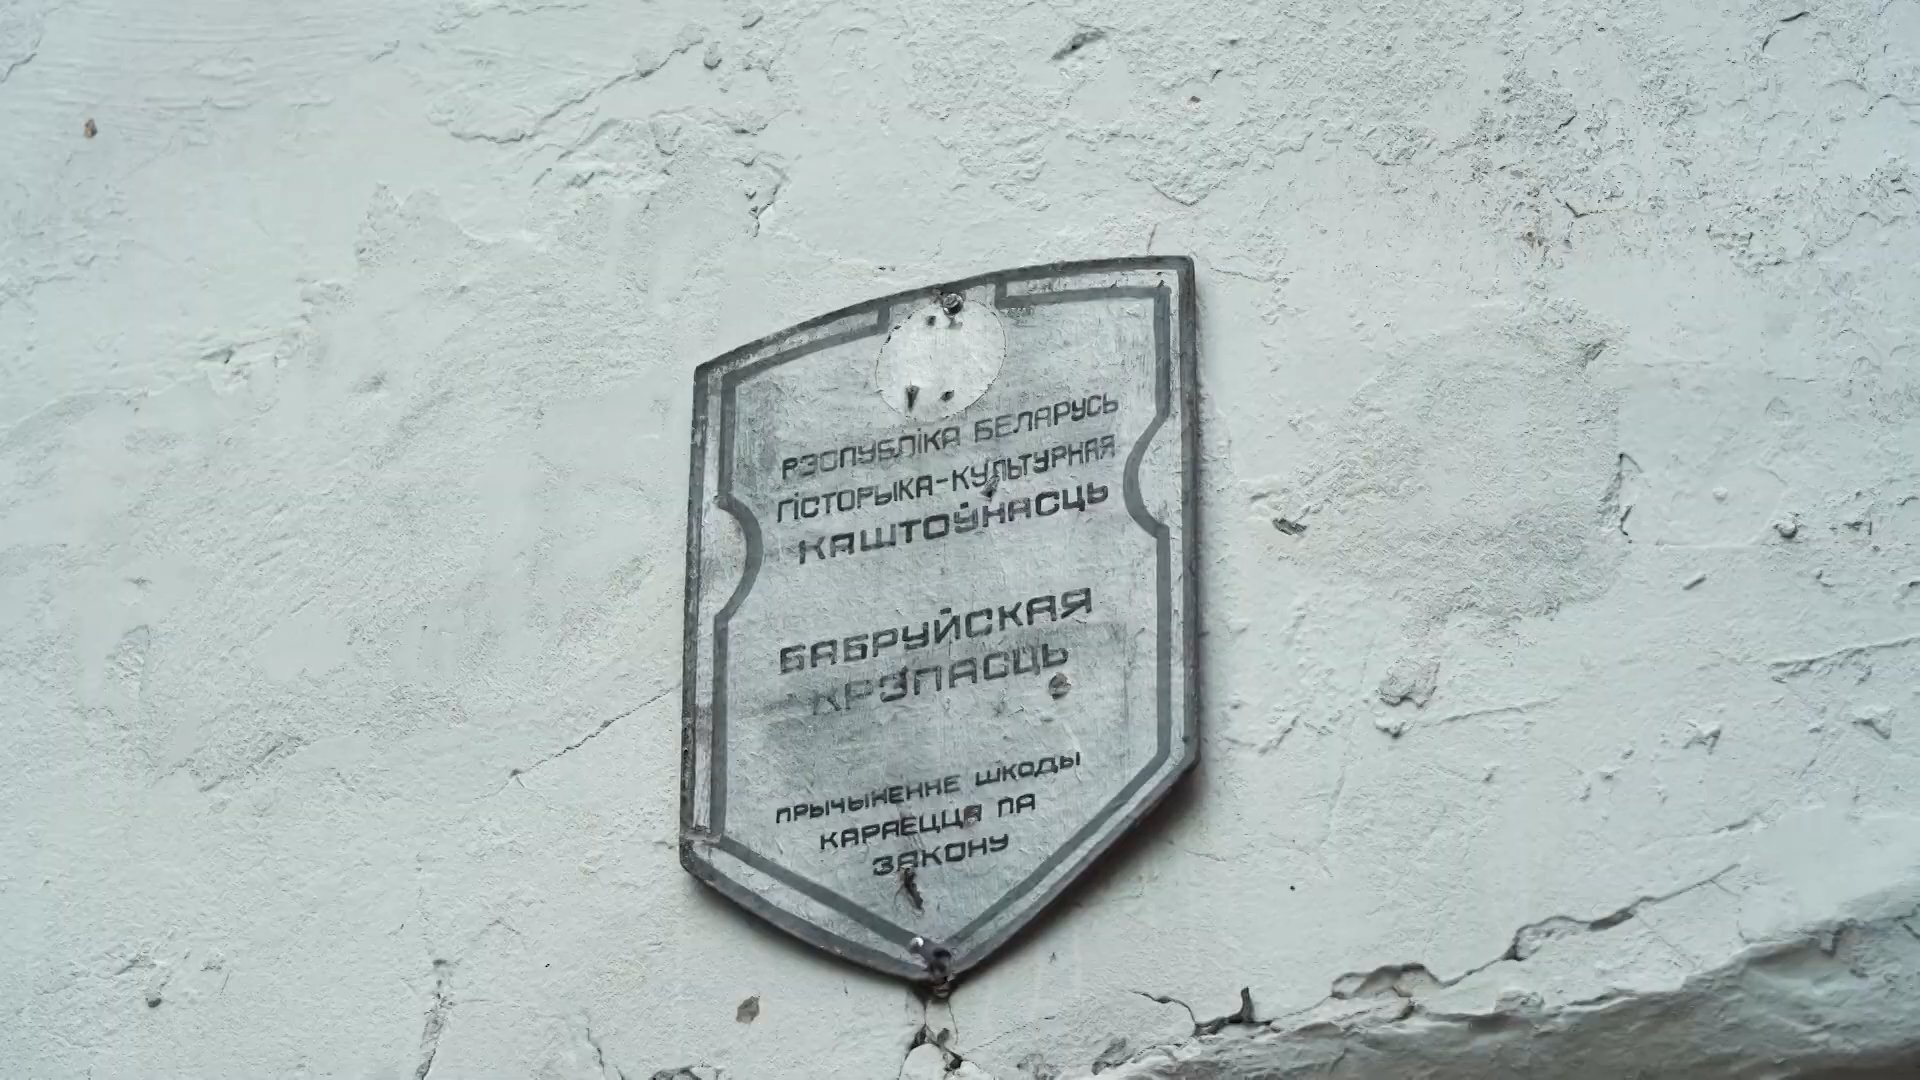 РЭСПУБЛІКА БЕЛАРУСЬ
ГІСТОРЫКА-КУЛЬТУРНАЯ
КАШТОЎНАСЦЬ
БАБРУЙСКАЯ
КРЭПАСЦЬ
ПРЫЧЫНЕННЕ ШКОДЫ
КАРАЕЦЦА ПА
ЗАКОНУ